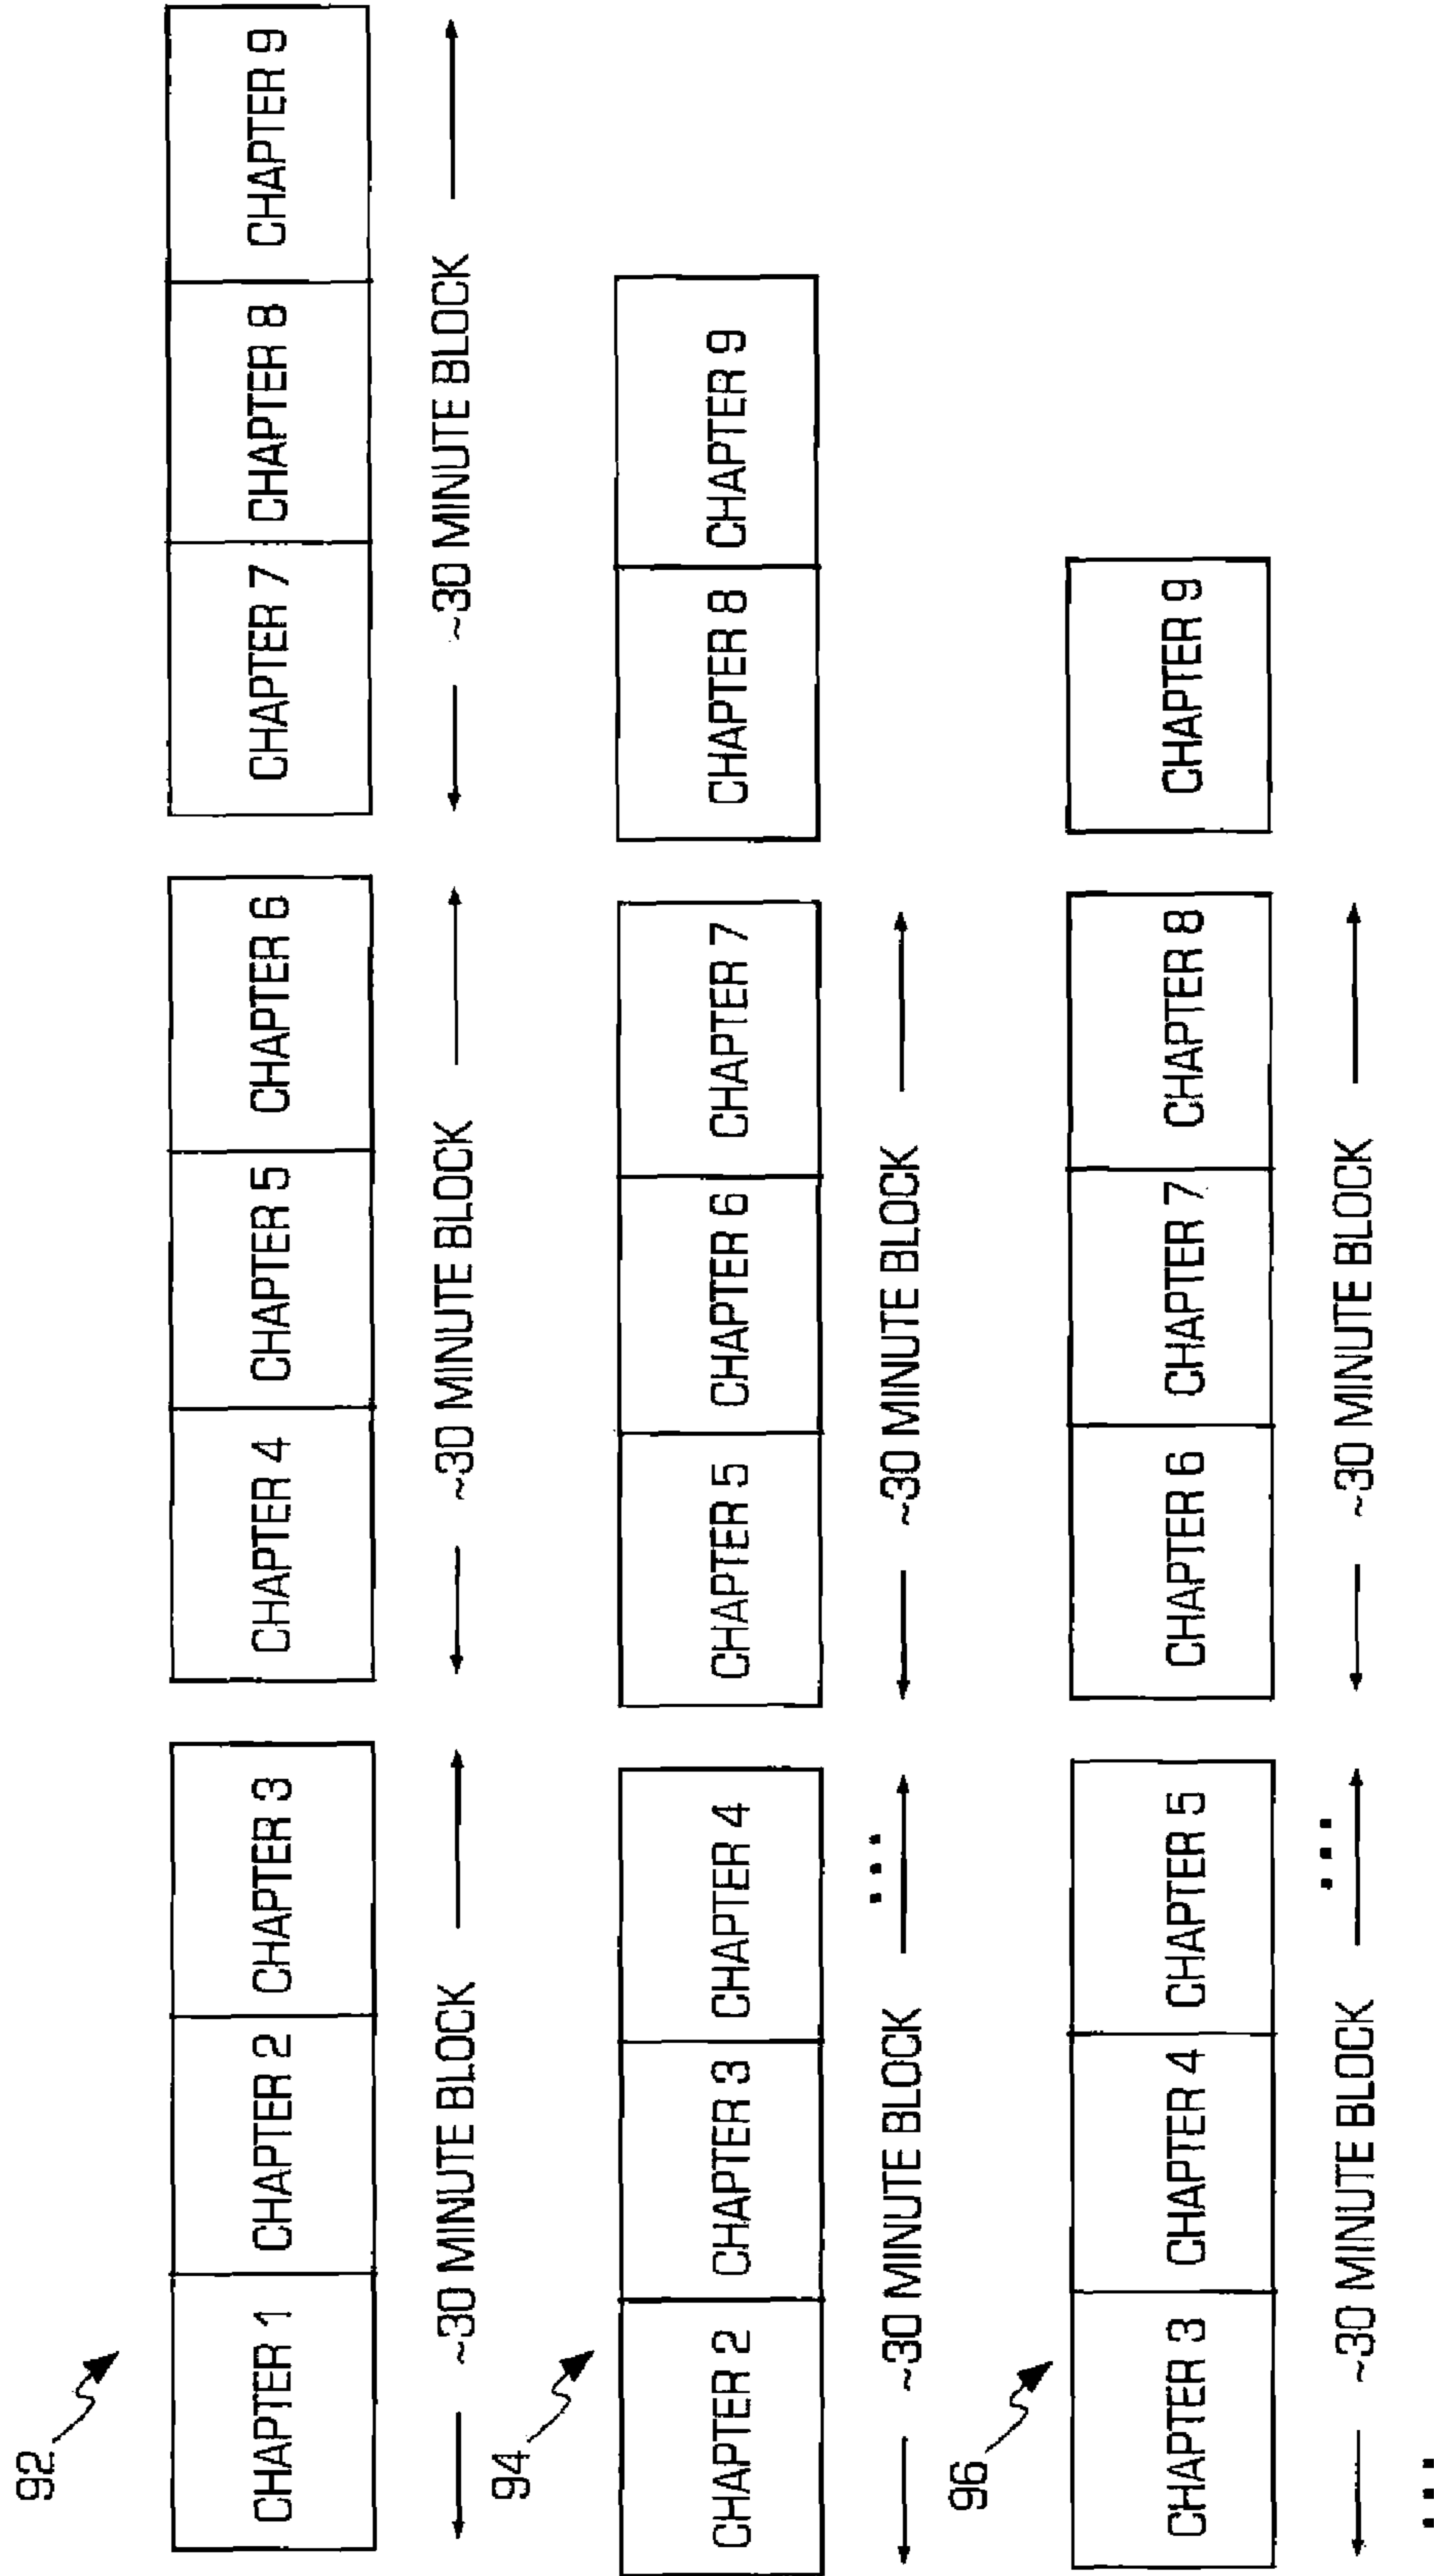 92
CHAPTER 1 CHAPTER 2 CHAPTER 3 CHAPTER 4 CHAPTER 5 CHAPTER 6 CHAPTER 7 CHAPTER 8 CHAPTER 9
~30 MINUTE BLOCK ~30 MINUTE BLOCK ~30 MINUTE BLOCK
94
CHAPTER 2 CHAPTER 3 CHAPTER 4 CHAPTER 5 CHAPTER 6 CHAPTER 7 CHAPTER 8 CHAPTER 9
...
~30 MINUTE BLOCK ~30 MINUTE BLOCK
96
CHAPTER 3 CHAPTER 4 CHAPTER 5 CHAPTER 6 CHAPTER 7 CHAPTER 8 CHAPTER 9
...
~30 MINUTE BLOCK ~30 MINUTE BLOCK
...